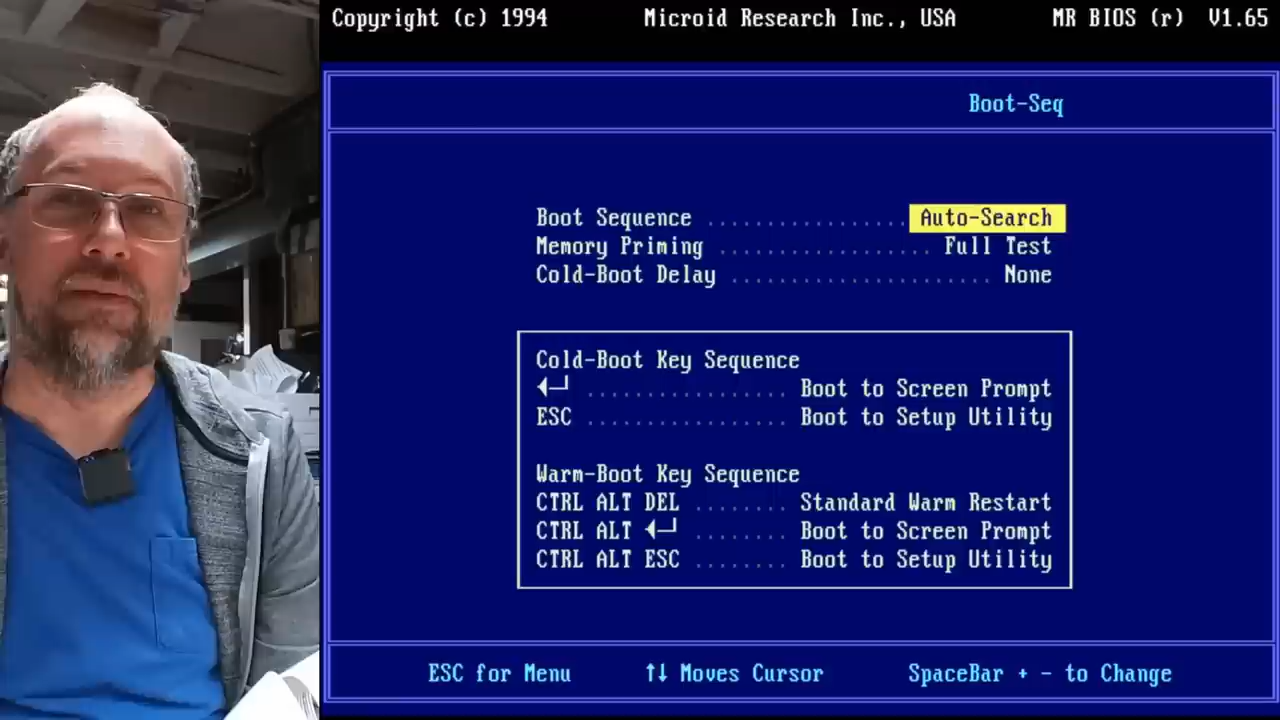 Copyright (c) 1994 Microid Research Inc., USA MR BIOS (r) V1.65
Boot-Seq
Boot Sequence ................. Auto-Search
Memory Priming .................. Full Test
Cold-Boot Delay ...................... None
Cold-Boot Key Sequence
◄─┘ ................. Boot to Screen Prompt
ESC ................. Boot to Setup Utility
Warm-Boot Key Sequence
CTRL ALT DEL ........ Standard Warm Restart
CTRL ALT ◄─┘ ........ Boot to Screen Prompt
CTRL ALT ESC ........ Boot to Setup Utility
ESC for Menu ↑↓ Moves Cursor SpaceBar + - to Change